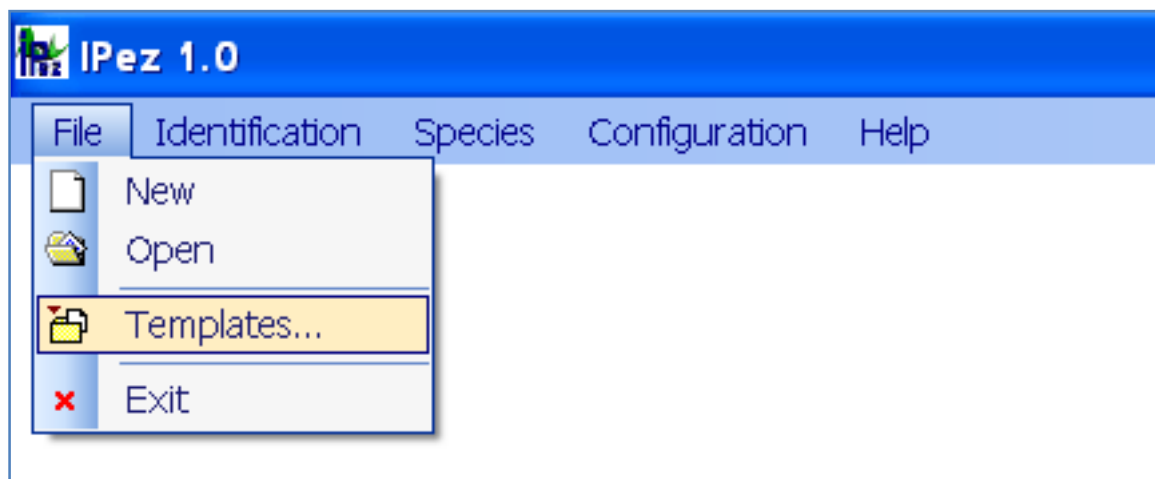 IPez 1.0
File Identification Species Configuration Help
New
Open
Templates...
Exit